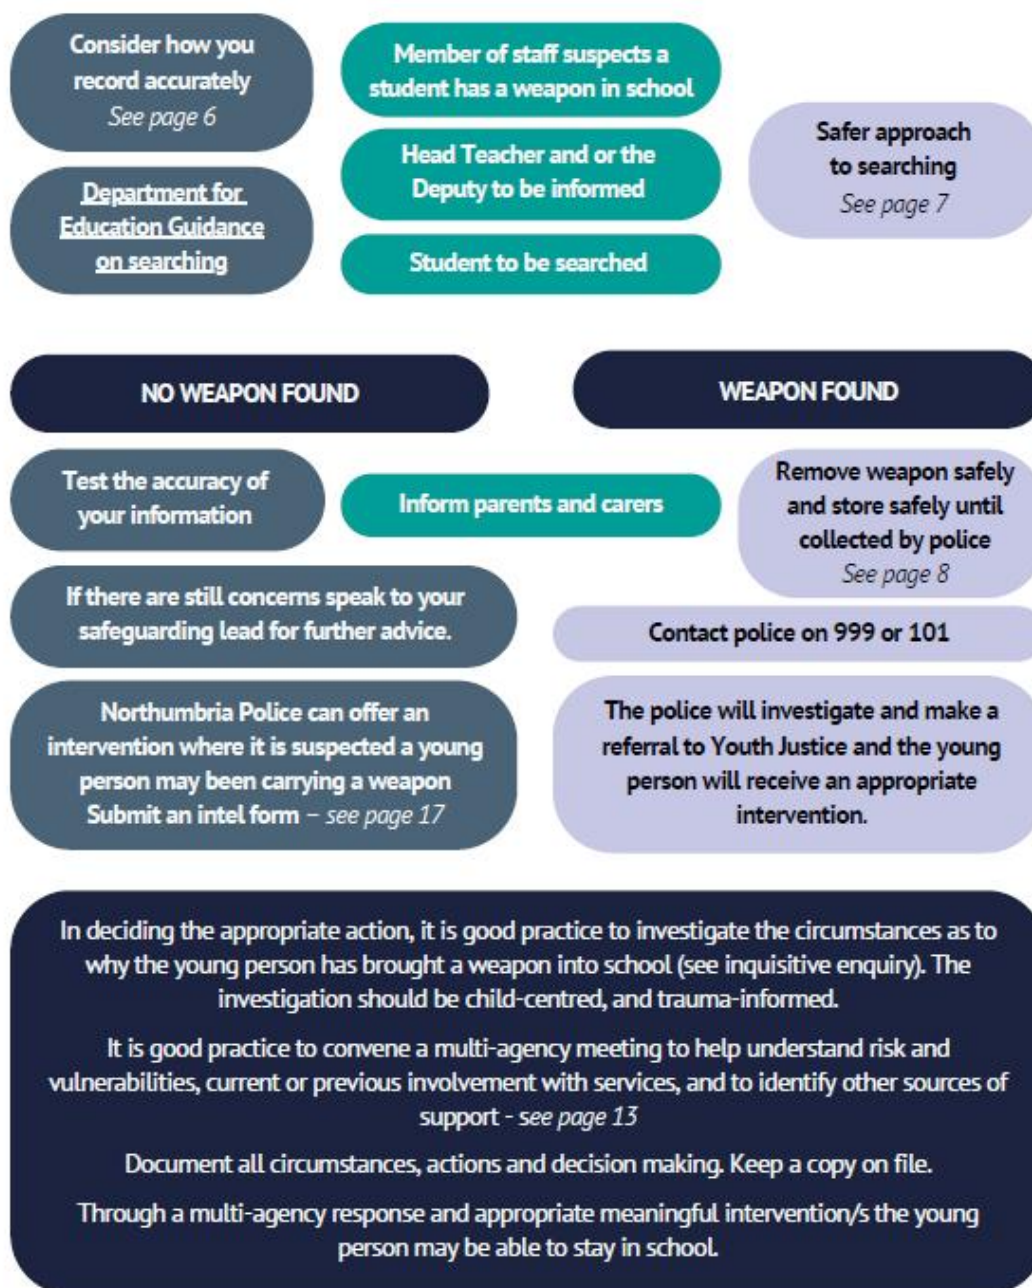 Consider how you
record accurately
See page 6
Member of staff suspects a
student has a weapon in school
Department for
Education Guidance
on searching
Head Teacher and or the
Deputy to be informed
Safer approach
to searching
See page 7
Student to be searched
NO WEAPON FOUND
WEAPON FOUND
Test the accuracy of
your information
Inform parents and carers
Remove weapon safely
and store safely until
collected by police
See page 8
If there are still concerns speak to your
safeguarding lead for further advice.
Contact police on 999 or 101
Northumbria Police can offer an
intervention where it is suspected a young
person may been carrying a weapon
Submit an intel form – see page 17
The police will investigate and make a
referral to Youth Justice and the young
person will receive an appropriate
intervention.
In deciding the appropriate action, it is good practice to investigate the circumstances as to
why the young person has brought a weapon into school (see inquisitive enquiry). The
investigation should be child-centred, and trauma-informed.
It is good practice to convene a multi-agency meeting to help understand risk and
vulnerabilities, current or previous involvement with services, and to identify other sources of
support - see page 13
Document all circumstances, actions and decision making. Keep a copy on file.
Through a multi-agency response and appropriate meaningful intervention/s the young
person may be able to stay in school.